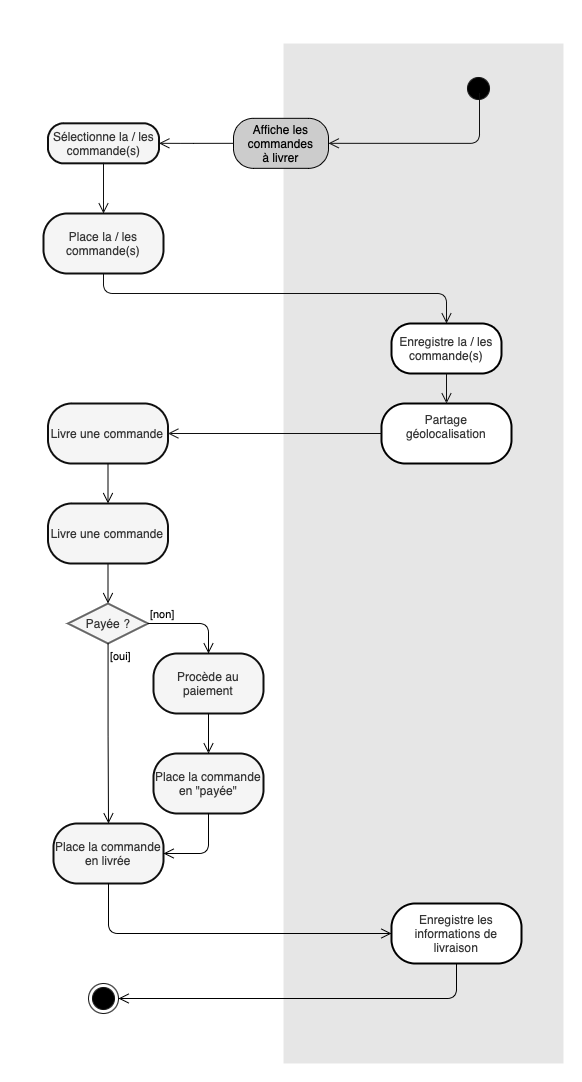 Affiche les
commandes
à livrer
Sélectionne la / les
commande(s)
Place la / les
commande(s)
Enregistre la / les
commande(s)
Partage
géolocalisation
Livre une commande
Livre une commande
Payée ?
[non]
[oui]
Procède au
paiement
Place la commande
en "payée"
Place la commande
en livrée
Enregistre les
informations de
livraison